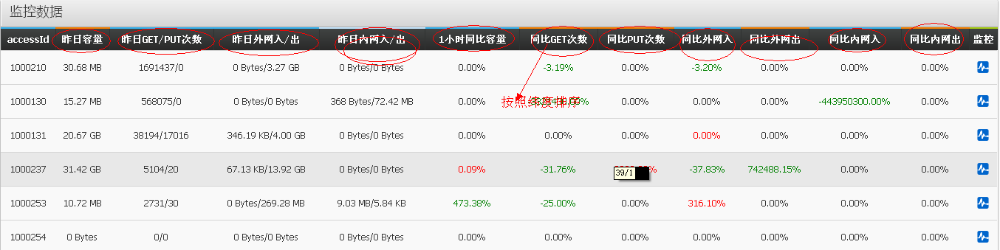 监控数据
accessId 昨日容量 昨日GET/PUT次数 昨日外网入/出 昨日内网入/出 1小时同比容量 同比GET次数 同比PUT次数 同比外网入 同比外网出 同比内网入 同比内网出 监控
1000210 30.68 MB 1691437/0 0 Bytes/3.27 GB 0 Bytes/0 Bytes 0.00% -3.19% 0.00% -3.20% 0.00% 0.00% 0.00%
1000130 15.27 MB 568075/0 0 Bytes/0 Bytes 368 Bytes/72.42 MB 0.00% 0.00% 0.00% 0.00% -443950300.00% 0.00%
按照纬度排序
1000131 20.67 GB 38194/17016 346.19 KB/4.00 GB 0 Bytes/0 Bytes 0.00% 0.00% 0.00% 0.00% 0.00% 0.00% 0.00%
1000237 31.42 GB 5104/20 67.13 KB/13.92 GB 0 Bytes/0 Bytes 0.09% -31.76% -37.83% 742488.15% 0.00% 0.00%
39/1
1000253 10.72 MB 2731/30 0 Bytes/269.28 MB 9.03 MB/5.84 KB 473.38% -25.00% 0.00% 316.10% 0.00% 0.00% 0.00%
1000254 0 Bytes 0/0 0 Bytes/0 Bytes 0 Bytes/0 Bytes 0.00% 0.00% 0.00% 0.00% 0.00% 0.00% 0.00%